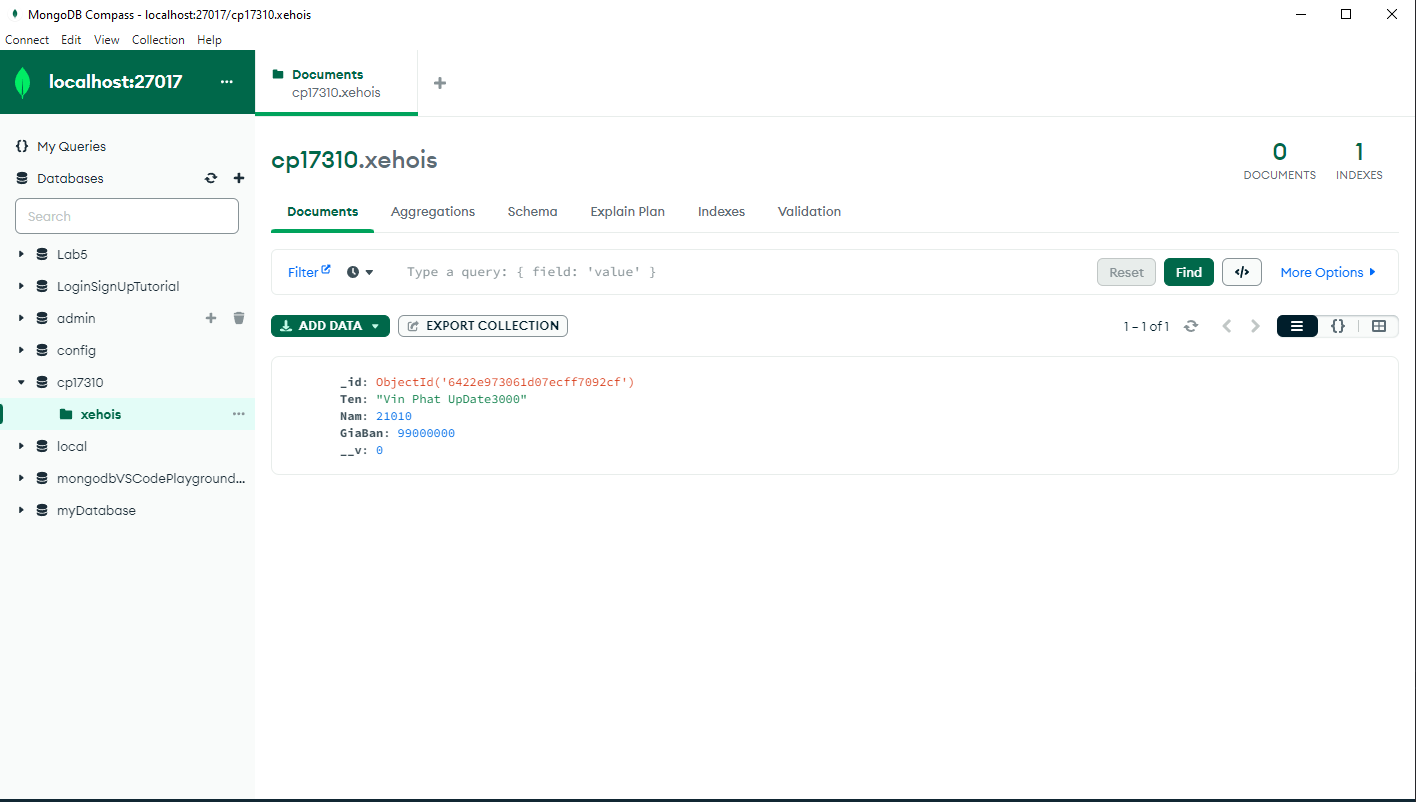 MongoDB Compass - localhost:27017/cp17310.xehois
Connect Edit View Collection Help
localhost:27017 ...
Documents
cp17310.xehois
{} My Queries
Databases
Search
Lab5
LoginSignUpTutorial
admin
config
cp17310
xehois ...
local
mongodbVSCodePlayground...
myDatabase
cp17310.xehois
0
DOCUMENTS
1
INDEXES
Documents Aggregations Schema Explain Plan Indexes Validation
Filter Type a query: { field: 'value' } Reset Find </> More Options
ADD DATA EXPORT COLLECTION 1 – 1 of 1 {}
_id: ObjectId('6422e973061d07ecff7092cf')
Ten: "Vin Phat UpDate3000"
Nam: 21010
GiaBan: 99000000
__v: 0